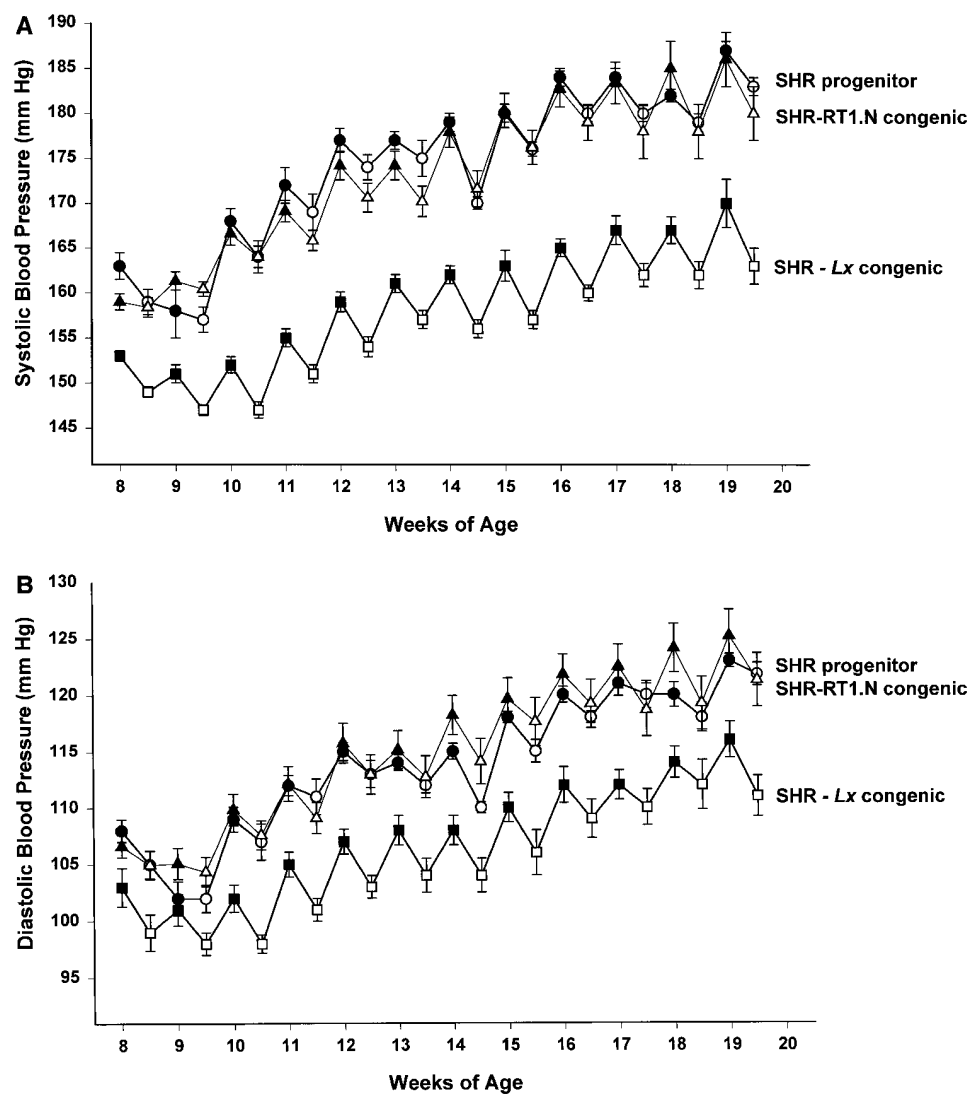 A
190
185
180
175
170
165
160
155
150
145
Systolic Blood Pressure (mm Hg)
SHR progenitor
SHR-RT1.N congenic
SHR - Lx congenic
8 9 10 11 12 13 14 15 16 17 18 19 20
Weeks of Age
B
130
125
120
115
110
105
100
95
Diastolic Blood Pressure (mm Hg)
SHR progenitor
SHR-RT1.N congenic
SHR - Lx congenic
8 9 10 11 12 13 14 15 16 17 18 19 20
Weeks of Age